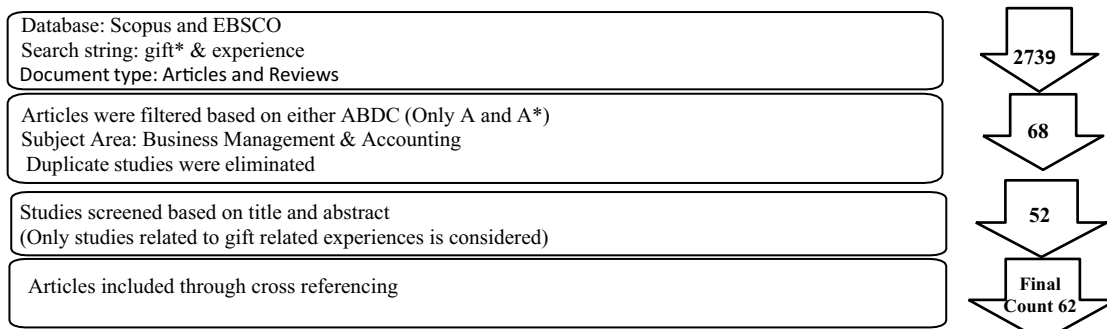 Database: Scopus and EBSCO
Search string: gift* & experience
Document type: Articles and Reviews
2739
Articles were filtered based on either ABDC (Only A and A*)
Subject Area: Business Management & Accounting
Duplicate studies were eliminated
68
Studies screened based on title and abstract
(Only studies related to gift related experiences is considered)
52
Articles included through cross referencing
Final
Count 62